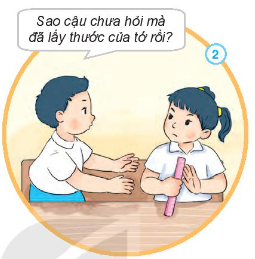 Sao cậu chưa hỏi mà
đã lấy thước của tớ rồi?
2